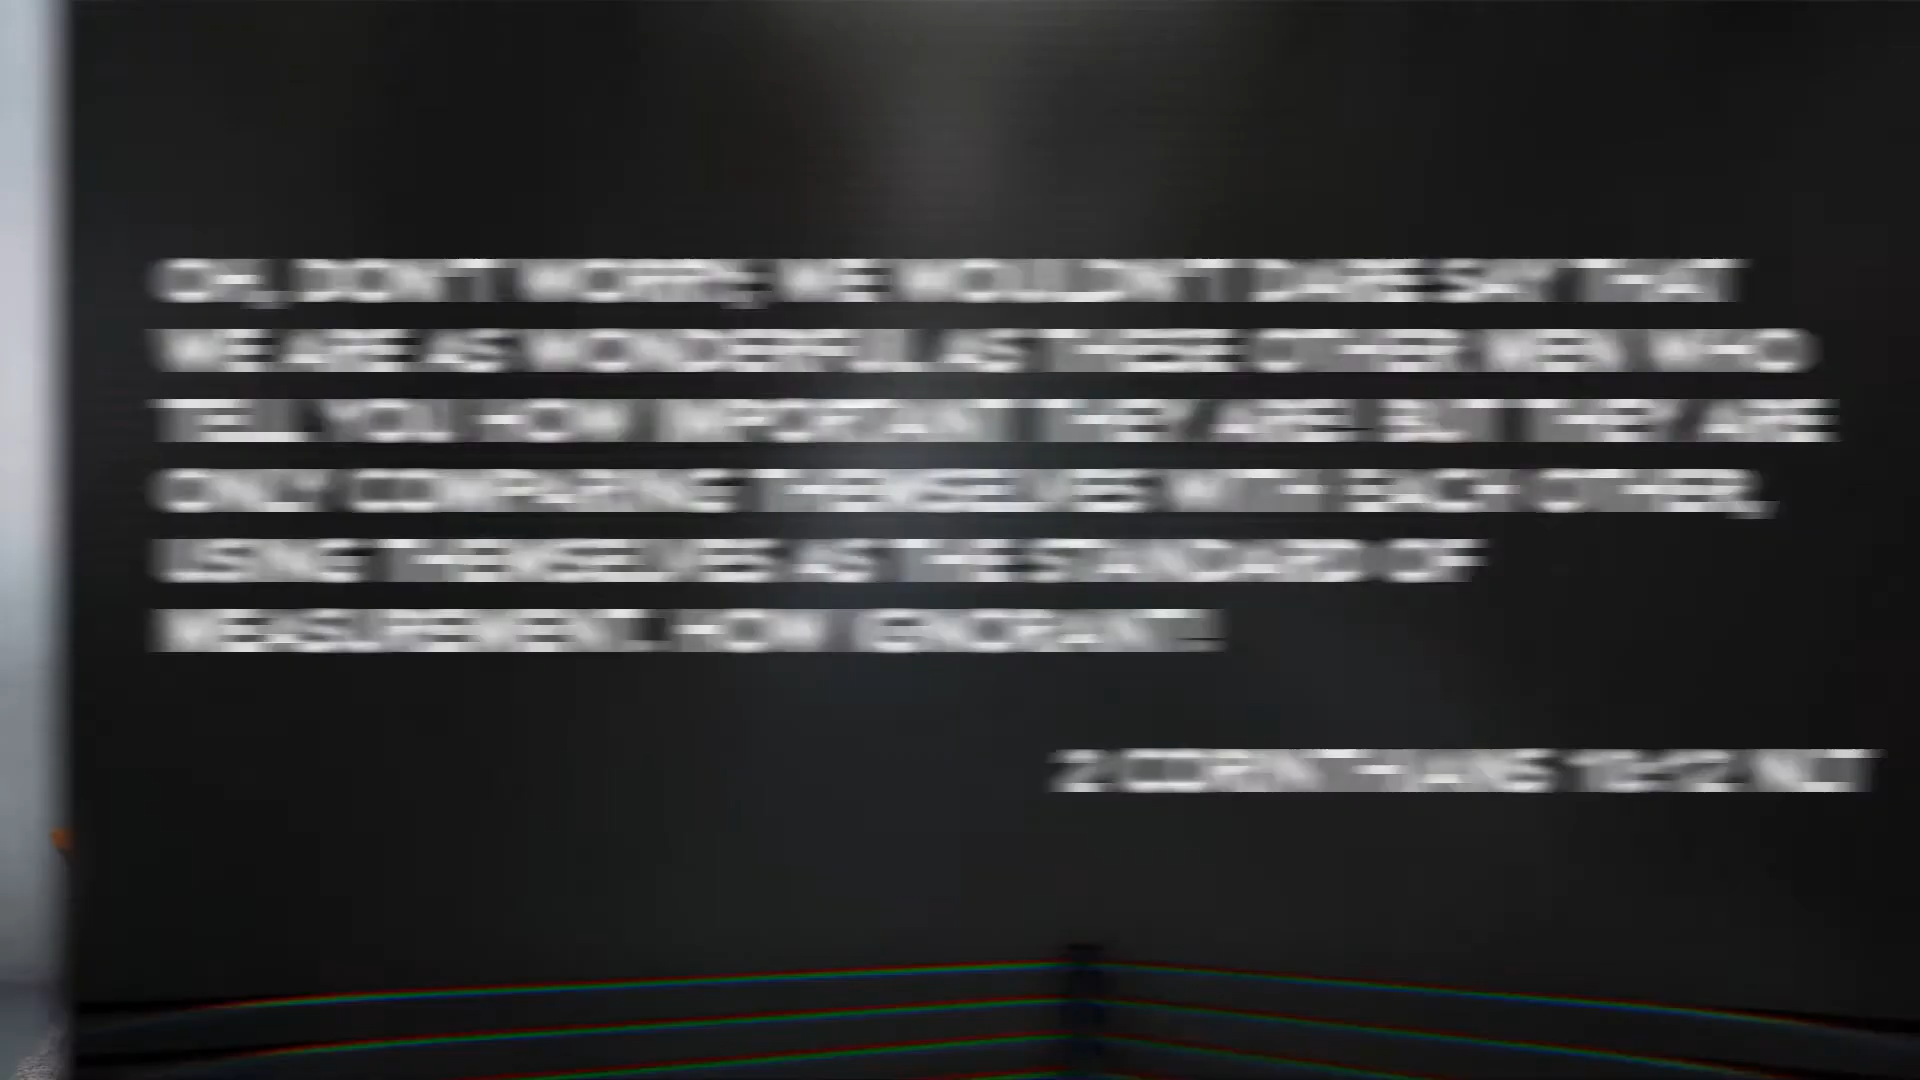 OH, DON'T WORRY; WE WOULDN'T DARE SAY THAT
WE ARE AS WONDERFUL AS THESE OTHER MEN WHO
TELL YOU HOW IMPORTANT THEY ARE! BUT THEY ARE
ONLY COMPARING THEMSELVES WITH EACH OTHER,
USING THEMSELVES AS THE STANDARD OF
MEASUREMENT. HOW IGNORANT!
2 CORINTHIANS 10:12 NLT